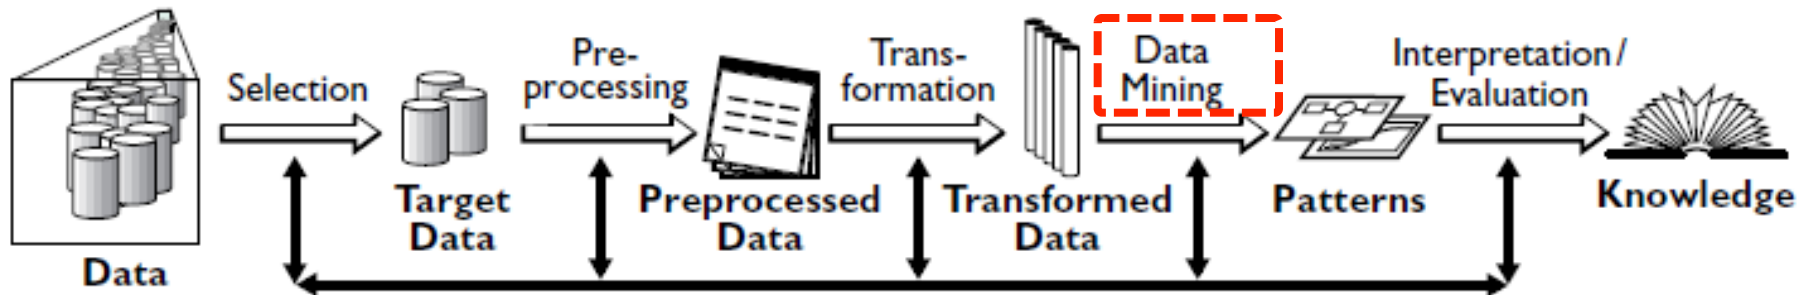 Selection
Pre-
processing
Trans-
formation
Data
Mining
Interpretation/
Evaluation
Data
Target
Data
Preprocessed
Data
Transformed
Data
Patterns
Knowledge